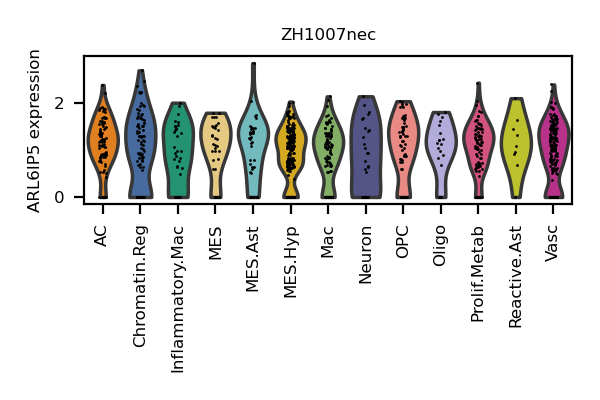 ZH1007nec
ARL6IP5 expression
2
0
AC
Chromatin.Reg
Inflammatory.Mac
MES
MES.Ast
MES.Hyp
Mac
Neuron
OPC
Oligo
Prolif.Metab
Reactive.Ast
Vasc